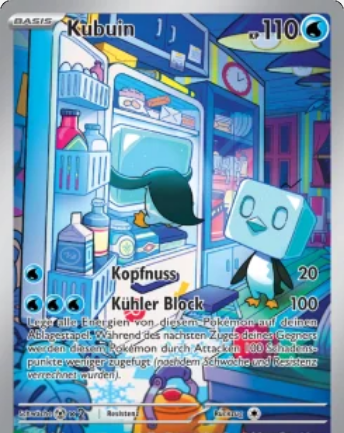 BASIS Kubuin KP 110
Kopfnuss 20
Kühler Block 100
Lege alle Energien von diesem Pokémon auf deinen
Ablagestapel. Während des nächsten Zuges deines Gegners
werden diesem Pokémon durch Attacken 100 Schadens-
punkte weniger zugefügt (nachdem Schwäche und Resistenz
verrechnet wurden).
Schwäche ×2 Resistenz Rückzug